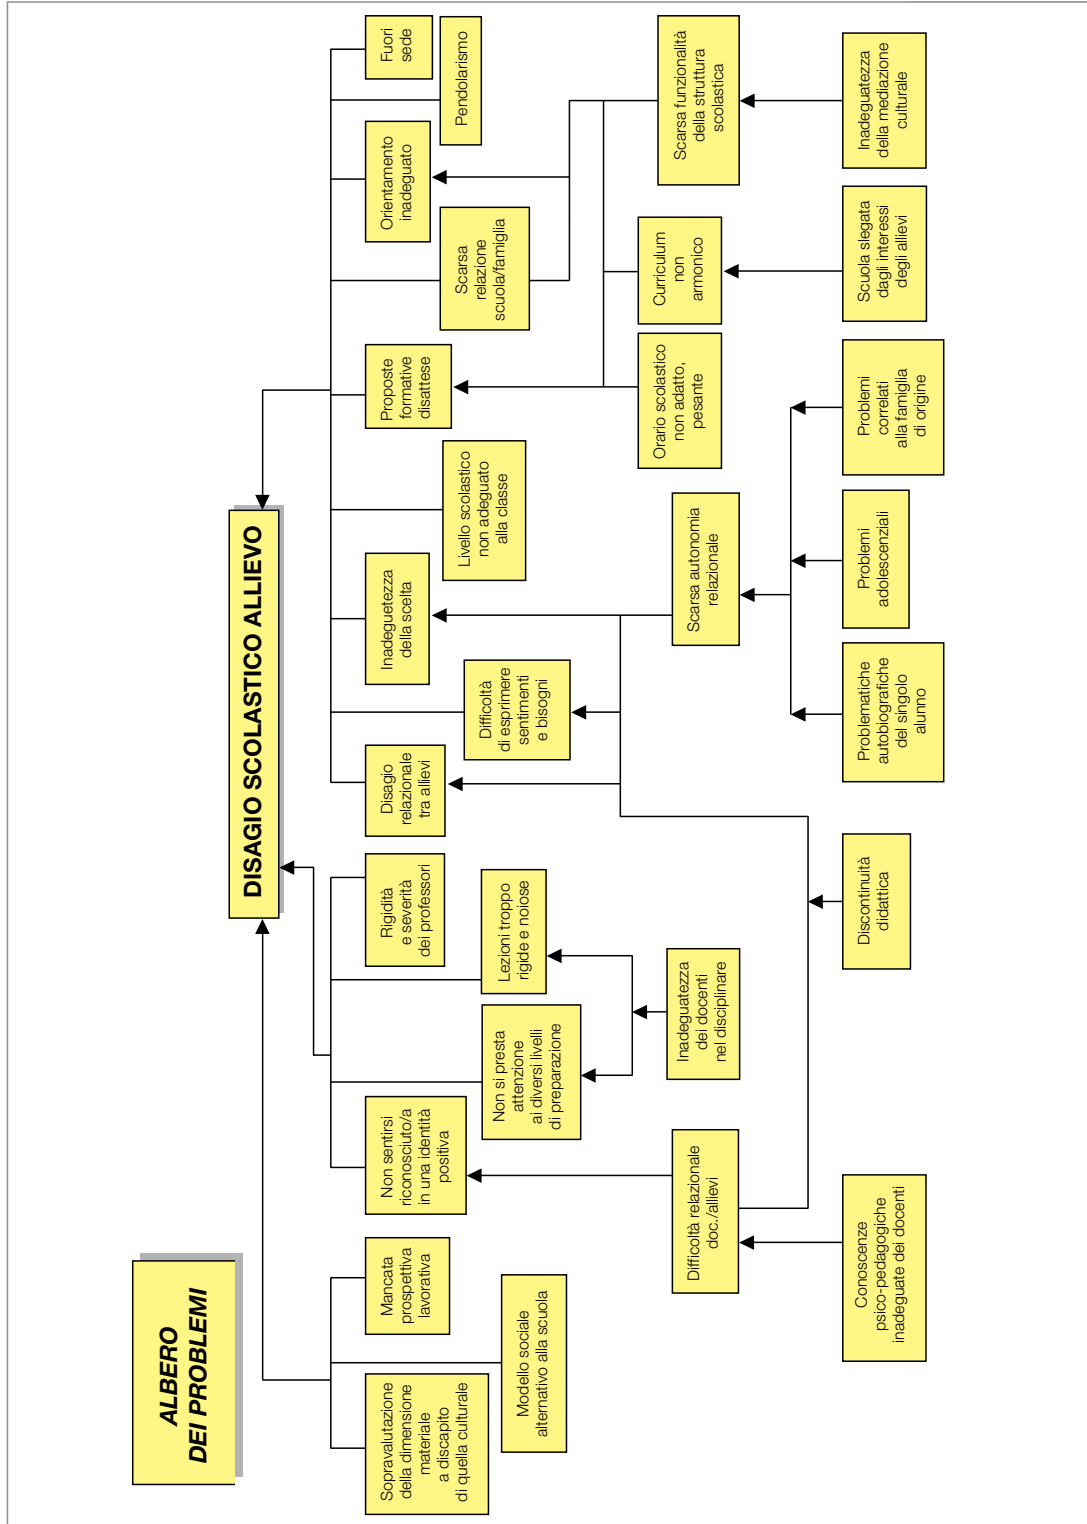 ALBERO
DEI PROBLEMI
DISAGIO SCOLASTICO ALLIEVO
Sopravalutazione
della dimensione
materiale
a discapito
di quella culturale
Mancata
prospettiva
lavorativa
Modello sociale
alternativo alla scuola
Non sentirsi
riconosciuto/a
in una identità
positiva
Non si presta
attenzione
ai diversi livelli
di preparazione
Lezioni troppo
rigide e noiose
Rigidità
e severità
dei professori
Disagio
relazionale
tra allievi
Difficoltà
di esprimere
sentimenti
e bisogni
Inadeguetezza
della scelta
Livello scolastico
non adeguato
alla classe
Proposte
formative
disattese
Scarsa
relazione
scuola/famiglia
Orientamento
inadeguato
Pendolarismo
Fuori
sede
Difficoltà relazionale
doc./allievi
Inadeguatezza
dei docenti
nel disciplinare
Scarsa autonomia
relazionale
Orario scolastico
non adatto,
pesante
Curriculum
non
armonico
Scarsa funzionalità
della struttura
scolastica
Conoscenze
psico-pedagogiche
inadeguate dei docenti
Discontinuità
didattica
Problematiche
autobiografiche
del singolo
alunno
Problemi
adolescenziali
Problemi
correlati
alla famiglia
di origine
Scuola slegata
dagli interessi
degli allievi
Inadeguatezza
della mediazione
culturale